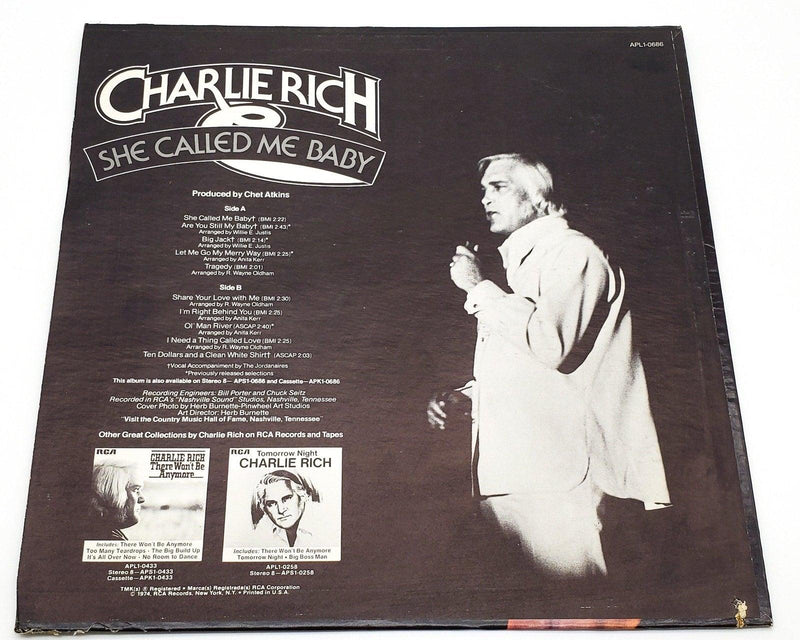 APL1-0686
CHARLIE RICH
SHE CALLED ME BABY
Produced by Chet Atkins
Side A
She Called Me Baby† (BMI 2:22)
Are You Still My Baby† (BMI 2:43)*
Arranged by Willie E. Justis
Big Jack† (BMI 2:14)*
Arranged by Willie E. Justis
Let Me Go My Merry Way (BMI 2:25)*
Arranged by Anita Kerr
Tragedy (BMI 2:01)
Arranged by R. Wayne Oldham
Side B
Share Your Love with Me (BMI 2:30)
Arranged by R. Wayne Oldham
I'm Right Behind You (BMI 2:25)
Arranged by Anita Kerr
Ol' Man River (ASCAP 2:40)*
Arranged by Anita Kerr
I Need a Thing Called Love (BMI 2:25)
Arranged by R. Wayne Oldham
Ten Dollars and a Clean White Shirt† (ASCAP 2:03)
†Vocal Accompaniment by The Jordanaires
*Previously released selections
This album is also available on Stereo 8—APS1-0686 and Cassette—APK1-0686
Recording Engineers: Bill Porter and Chuck Seitz
Recorded in RCA's "Nashville Sound" Studios, Nashville, Tennessee
Cover Photo by Herb Burnette-Pinwheel Art Studios
Art Director: Herb Burnette
"Visit the Country Music Hall of Fame, Nashville, Tennessee"
Other Great Collections by Charlie Rich on RCA Records and Tapes
RCA
CHARLIE RICH
There Won't Be
Anymore
Includes: There Won't Be Anymore
Too Many Teardrops • The Big Build Up
It's All Over Now • No Room to Dance
APL1-0433
Stereo 8—APS1-0433
Cassette—APK1-0433
RCA
Tomorrow Night
CHARLIE RICH
Includes: There Won't Be Anymore
Tomorrow Night • Big Boss Man
APL1-0258
Stereo 8—APS1-0258
TMK(s) ® Registered • Marca(s) Registrada(s) RCA Corporation
© 1974, RCA Records, New York, N.Y. • Printed in U.S.A.